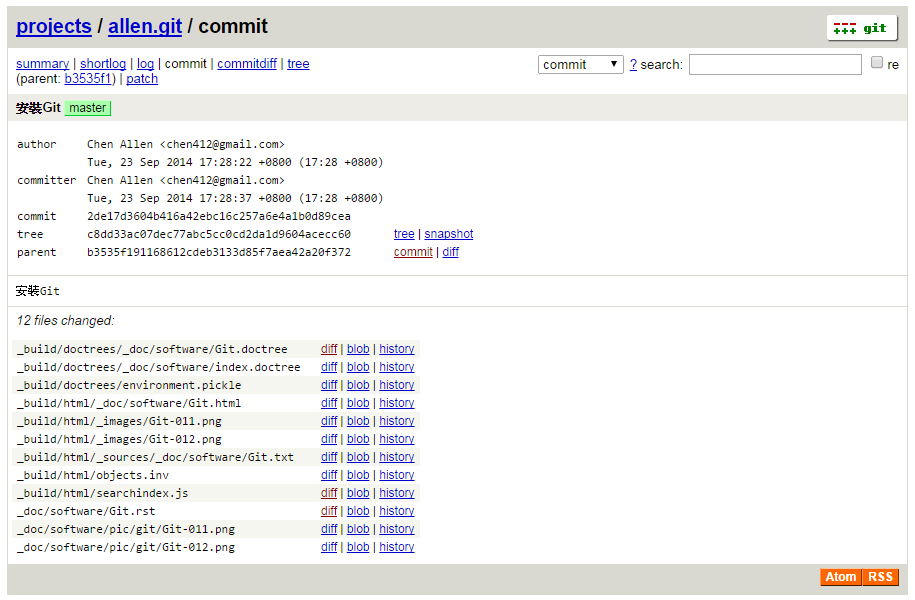 projects / allen.git / commit
git
summary | shortlog | log | commit | commitdiff | tree
commit ? search: re
(parent: b3535f1) | patch
安裝Git master
author Chen Allen <chen412@gmail.com>
Tue, 23 Sep 2014 17:28:22 +0800 (17:28 +0800)
committer Chen Allen <chen412@gmail.com>
Tue, 23 Sep 2014 17:28:37 +0800 (17:28 +0800)
commit 2de17d3604b416a42ebc16c257a6e4a1b0d89cea
tree c8dd33ac07dec77abc5cc0cd2da1d9604acecc60 tree | snapshot
parent b3535f191168612cdeb3133d85f7aea42a20f372 commit | diff
安裝Git
12 files changed:
_build/doctrees/_doc/software/Git.doctree diff | blob | history
_build/doctrees/_doc/software/index.doctree diff | blob | history
_build/doctrees/environment.pickle diff | blob | history
_build/html/_doc/software/Git.html diff | blob | history
_build/html/_images/Git-011.png diff | blob | history
_build/html/_images/Git-012.png diff | blob | history
_build/html/_sources/_doc/software/Git.txt diff | blob | history
_build/html/objects.inv diff | blob | history
_build/html/searchindex.js diff | blob | history
_doc/software/Git.rst diff | blob | history
_doc/software/pic/git/Git-011.png diff | blob | history
_doc/software/pic/git/Git-012.png diff | blob | history
Atom RSS